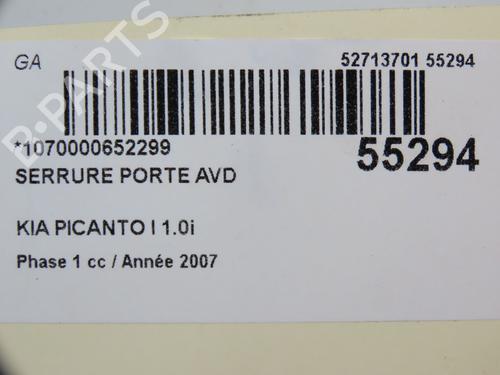 GA 52713701 55294
*1070000652299 55294
SERRURE PORTE AVD
KIA PICANTO I 1.0i
Phase 1 cc / Année 2007
B-PARTS